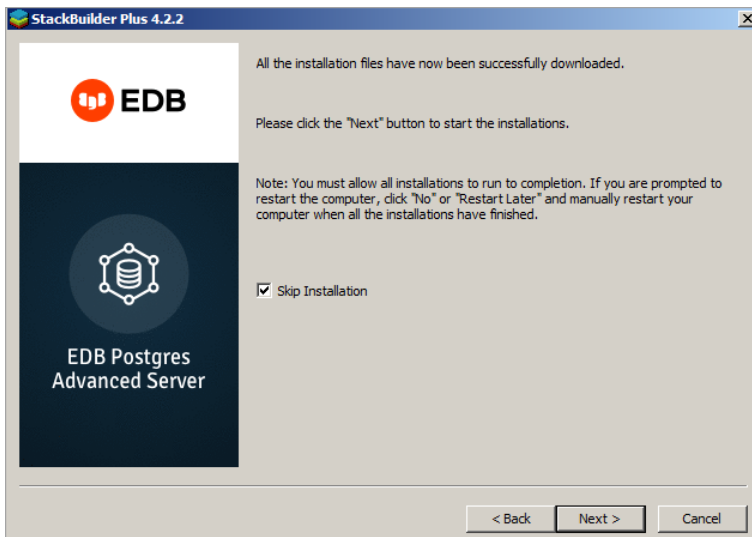 StackBuilder Plus 4.2.2
EDB
EDB Postgres
Advanced Server
All the installation files have now been successfully downloaded.
Please click the "Next" button to start the installations.
Note: You must allow all installations to run to completion. If you are prompted to
restart the computer, click "No" or "Restart Later" and manually restart your
computer when all the installations have finished.
Skip Installation
< Back
Next >
Cancel